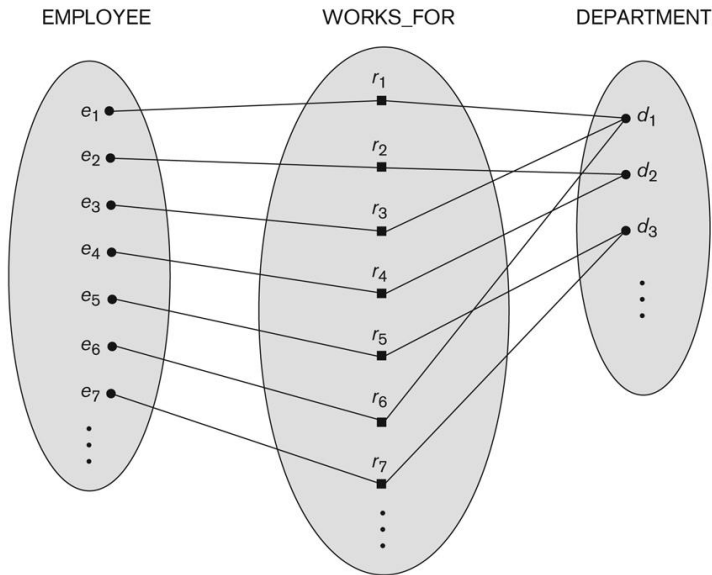 EMPLOYEE
WORKS_FOR
DEPARTMENT
e₁
e₂
e₃
e₄
e₅
e₆
e₇
r₁
r₂
r₃
r₄
r₅
r₆
r₇
d₁
d₂
d₃